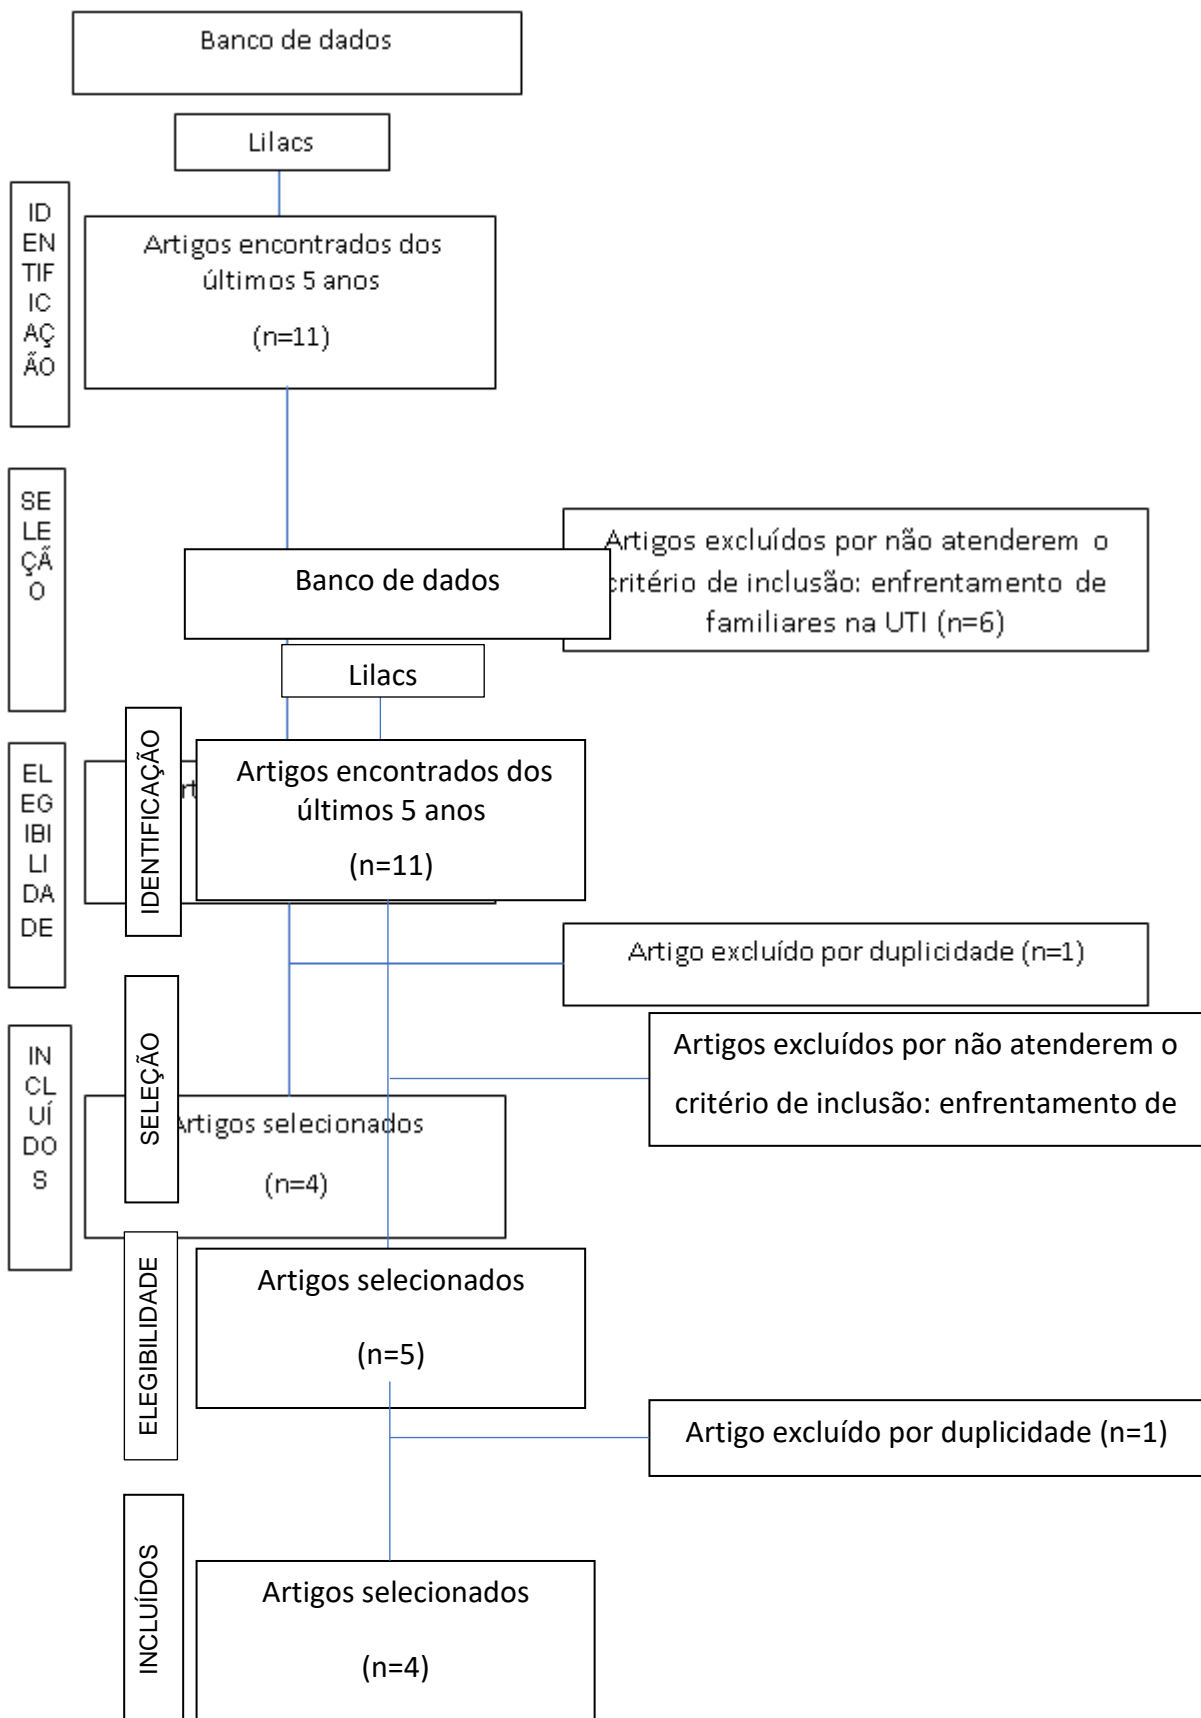 Banco de dados
Lilacs
ID
EN
TIF
IC
AÇ
ÃO
Artigos encontrados dos
últimos 5 anos
(n=11)
SE
LE
ÇÃ
O
Artigos excluídos por não atenderem o
critério de inclusão: enfrentamento de
familiares na UTI (n=6)
Banco de dados
Lilacs
EL
EG
IBI
LI
DA
DE
IDENTIFICAÇÃO
Artigos encontrados dos
últimos 5 anos
(n=11)
Artigo excluído por duplicidade (n=1)
IN
CL
UÍ
DO
S
SELEÇÃO
Artigos excluídos por não atenderem o
critério de inclusão: enfrentamento de
Artigos selecionados
(n=4)
ELEGIBILIDADE
Artigos selecionados
(n=5)
Artigo excluído por duplicidade (n=1)
INCLUÍDOS
Artigos selecionados
(n=4)